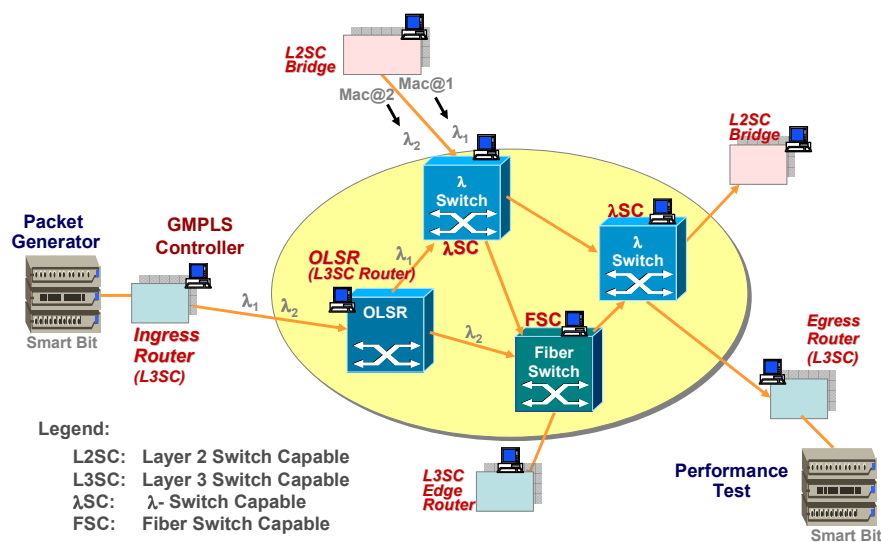 L2SC
Bridge
Mac@2
Mac@1
λ2
λ1
L2SC
Bridge
λ
Switch
λSC
λSC
λ
Switch
Packet
Generator
GMPLS
Controller
OLSR
(L3SC Router)
λ1
λ1
λ2
OLSR
λ2
FSC
Fiber
Switch
Smart Bit
Ingress
Router
(L3SC)
Egress
Router
(L3SC)
Legend:
L2SC: Layer 2 Switch Capable
L3SC: Layer 3 Switch Capable
λSC: λ- Switch Capable
FSC: Fiber Switch Capable
L3SC
Edge
Router
Performance
Test
Smart Bit